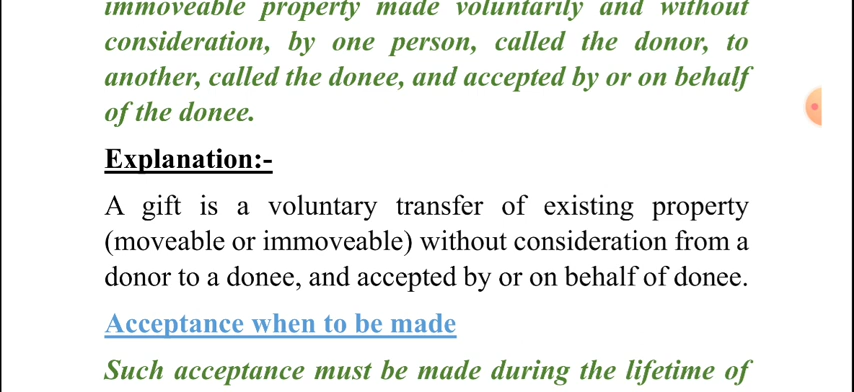 immoveable property made voluntarily and without
consideration, by one person, called the donor, to
another, called the donee, and accepted by or on behalf
of the donee.
Explanation:-
A gift is a voluntary transfer of existing property
(moveable or immoveable) without consideration from a
donor to a donee, and accepted by or on behalf of donee.
Acceptance when to be made
Such acceptance must be made during the lifetime of